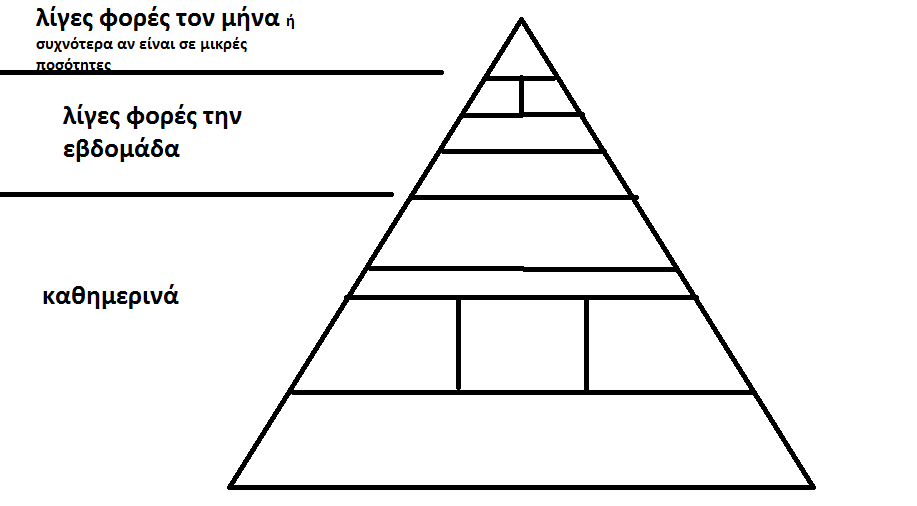 λίγες φορές τον μήνα ή
συχνότερα αν είναι σε μικρές
ποσότητες
λίγες φορές την
εβδομάδα
καθημερινά